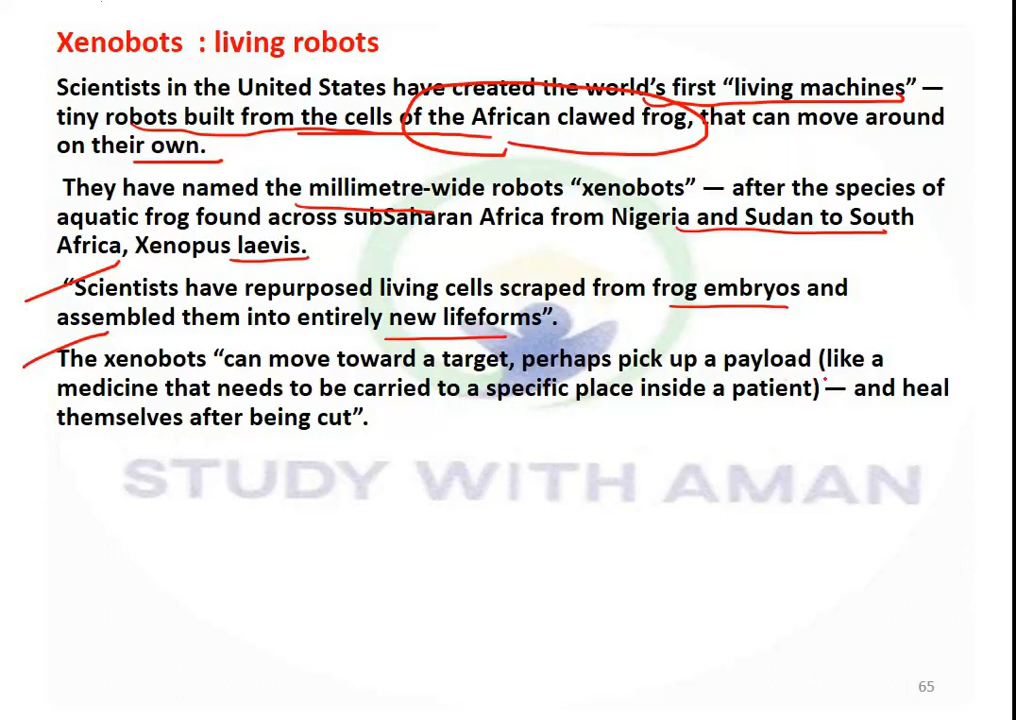 Xenobots : living robots
Scientists in the United States have created the world's first “living machines” —
tiny robots built from the cells of the African clawed frog, that can move around
on their own.
They have named the millimetre-wide robots “xenobots” — after the species of
aquatic frog found across subSaharan Africa from Nigeria and Sudan to South
Africa, Xenopus laevis.
“Scientists have repurposed living cells scraped from frog embryos and
assembled them into entirely new lifeforms”.
The xenobots “can move toward a target, perhaps pick up a payload (like a
medicine that needs to be carried to a specific place inside a patient) — and heal
themselves after being cut”.
STUDY WITH AMAN
65